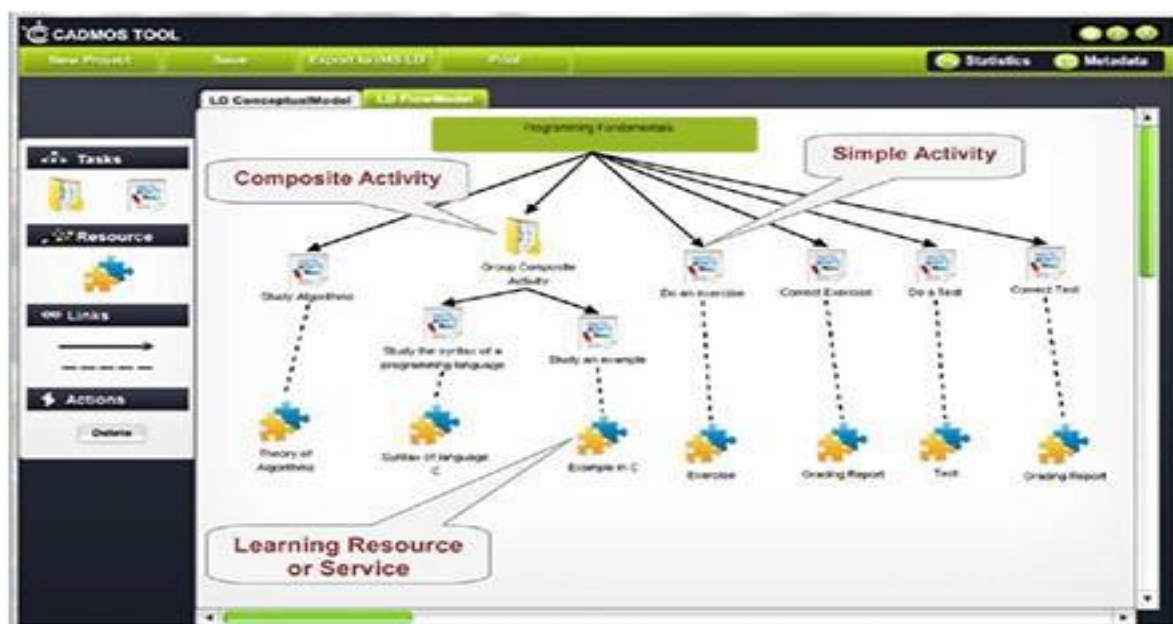 CADMOS TOOL
New Project Save Export to IMS LD Print
Statistics Metadata
LD ConceptualModel LD FlowModel
Tasks
Resource
Links
Actions
Delete
Programming Fundamentals
Composite Activity
Simple Activity
Study Algorithms
Group Composite
Activity
Do an exercise
Correct Exercise
Do a Test
Correct Test
Study the syntax of a
programming language
Study an example
Theory of
Algorithms
Syntax of language
C
Example in C
Exercise
Grading Report
Test
Grading Report
Learning Resource
or Service